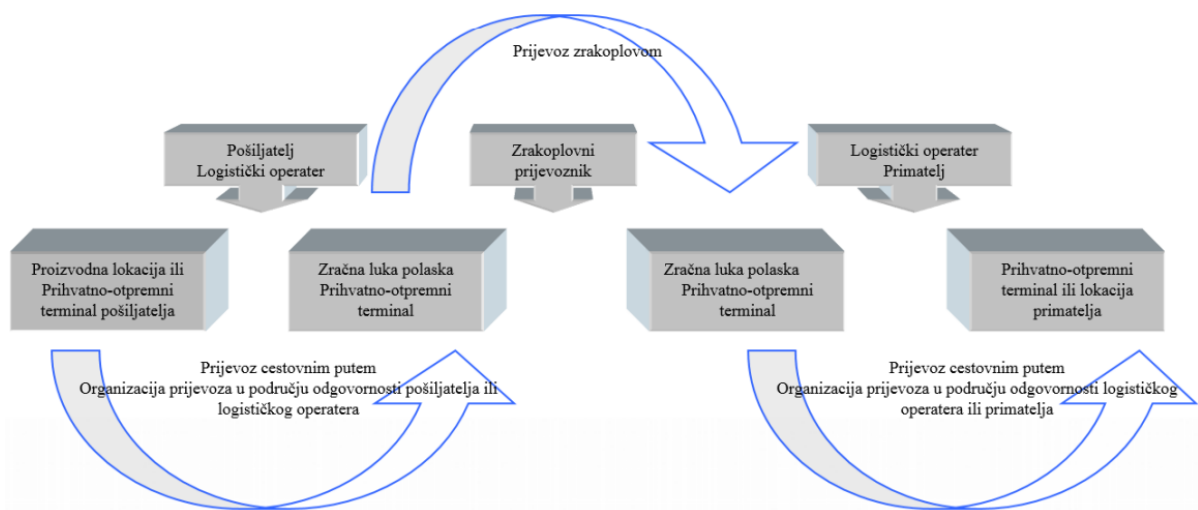 Prijevoz zrakoplovom
Pošiljatelj
Logistički operater
Zrakoplovni
prijevoznik
Logistički operater
Primatelj
Proizvodna lokacija ili
Prihvatno-otpremni
terminal pošiljatelja
Zračna luka polaska
Prihvatno-otpremni
terminal
Zračna luka polaska
Prihvatno-otpremni
terminal
Prihvatno-otpremni
terminal ili lokacija
primatelja
Prijevoz cestovnim putem
Organizacija prijevoza u području odgovornosti pošiljatelja ili
logističkog operatera
Prijevoz cestovnim putem
Organizacija prijevoza u području odgovornosti logističkog
operatera ili primatelja